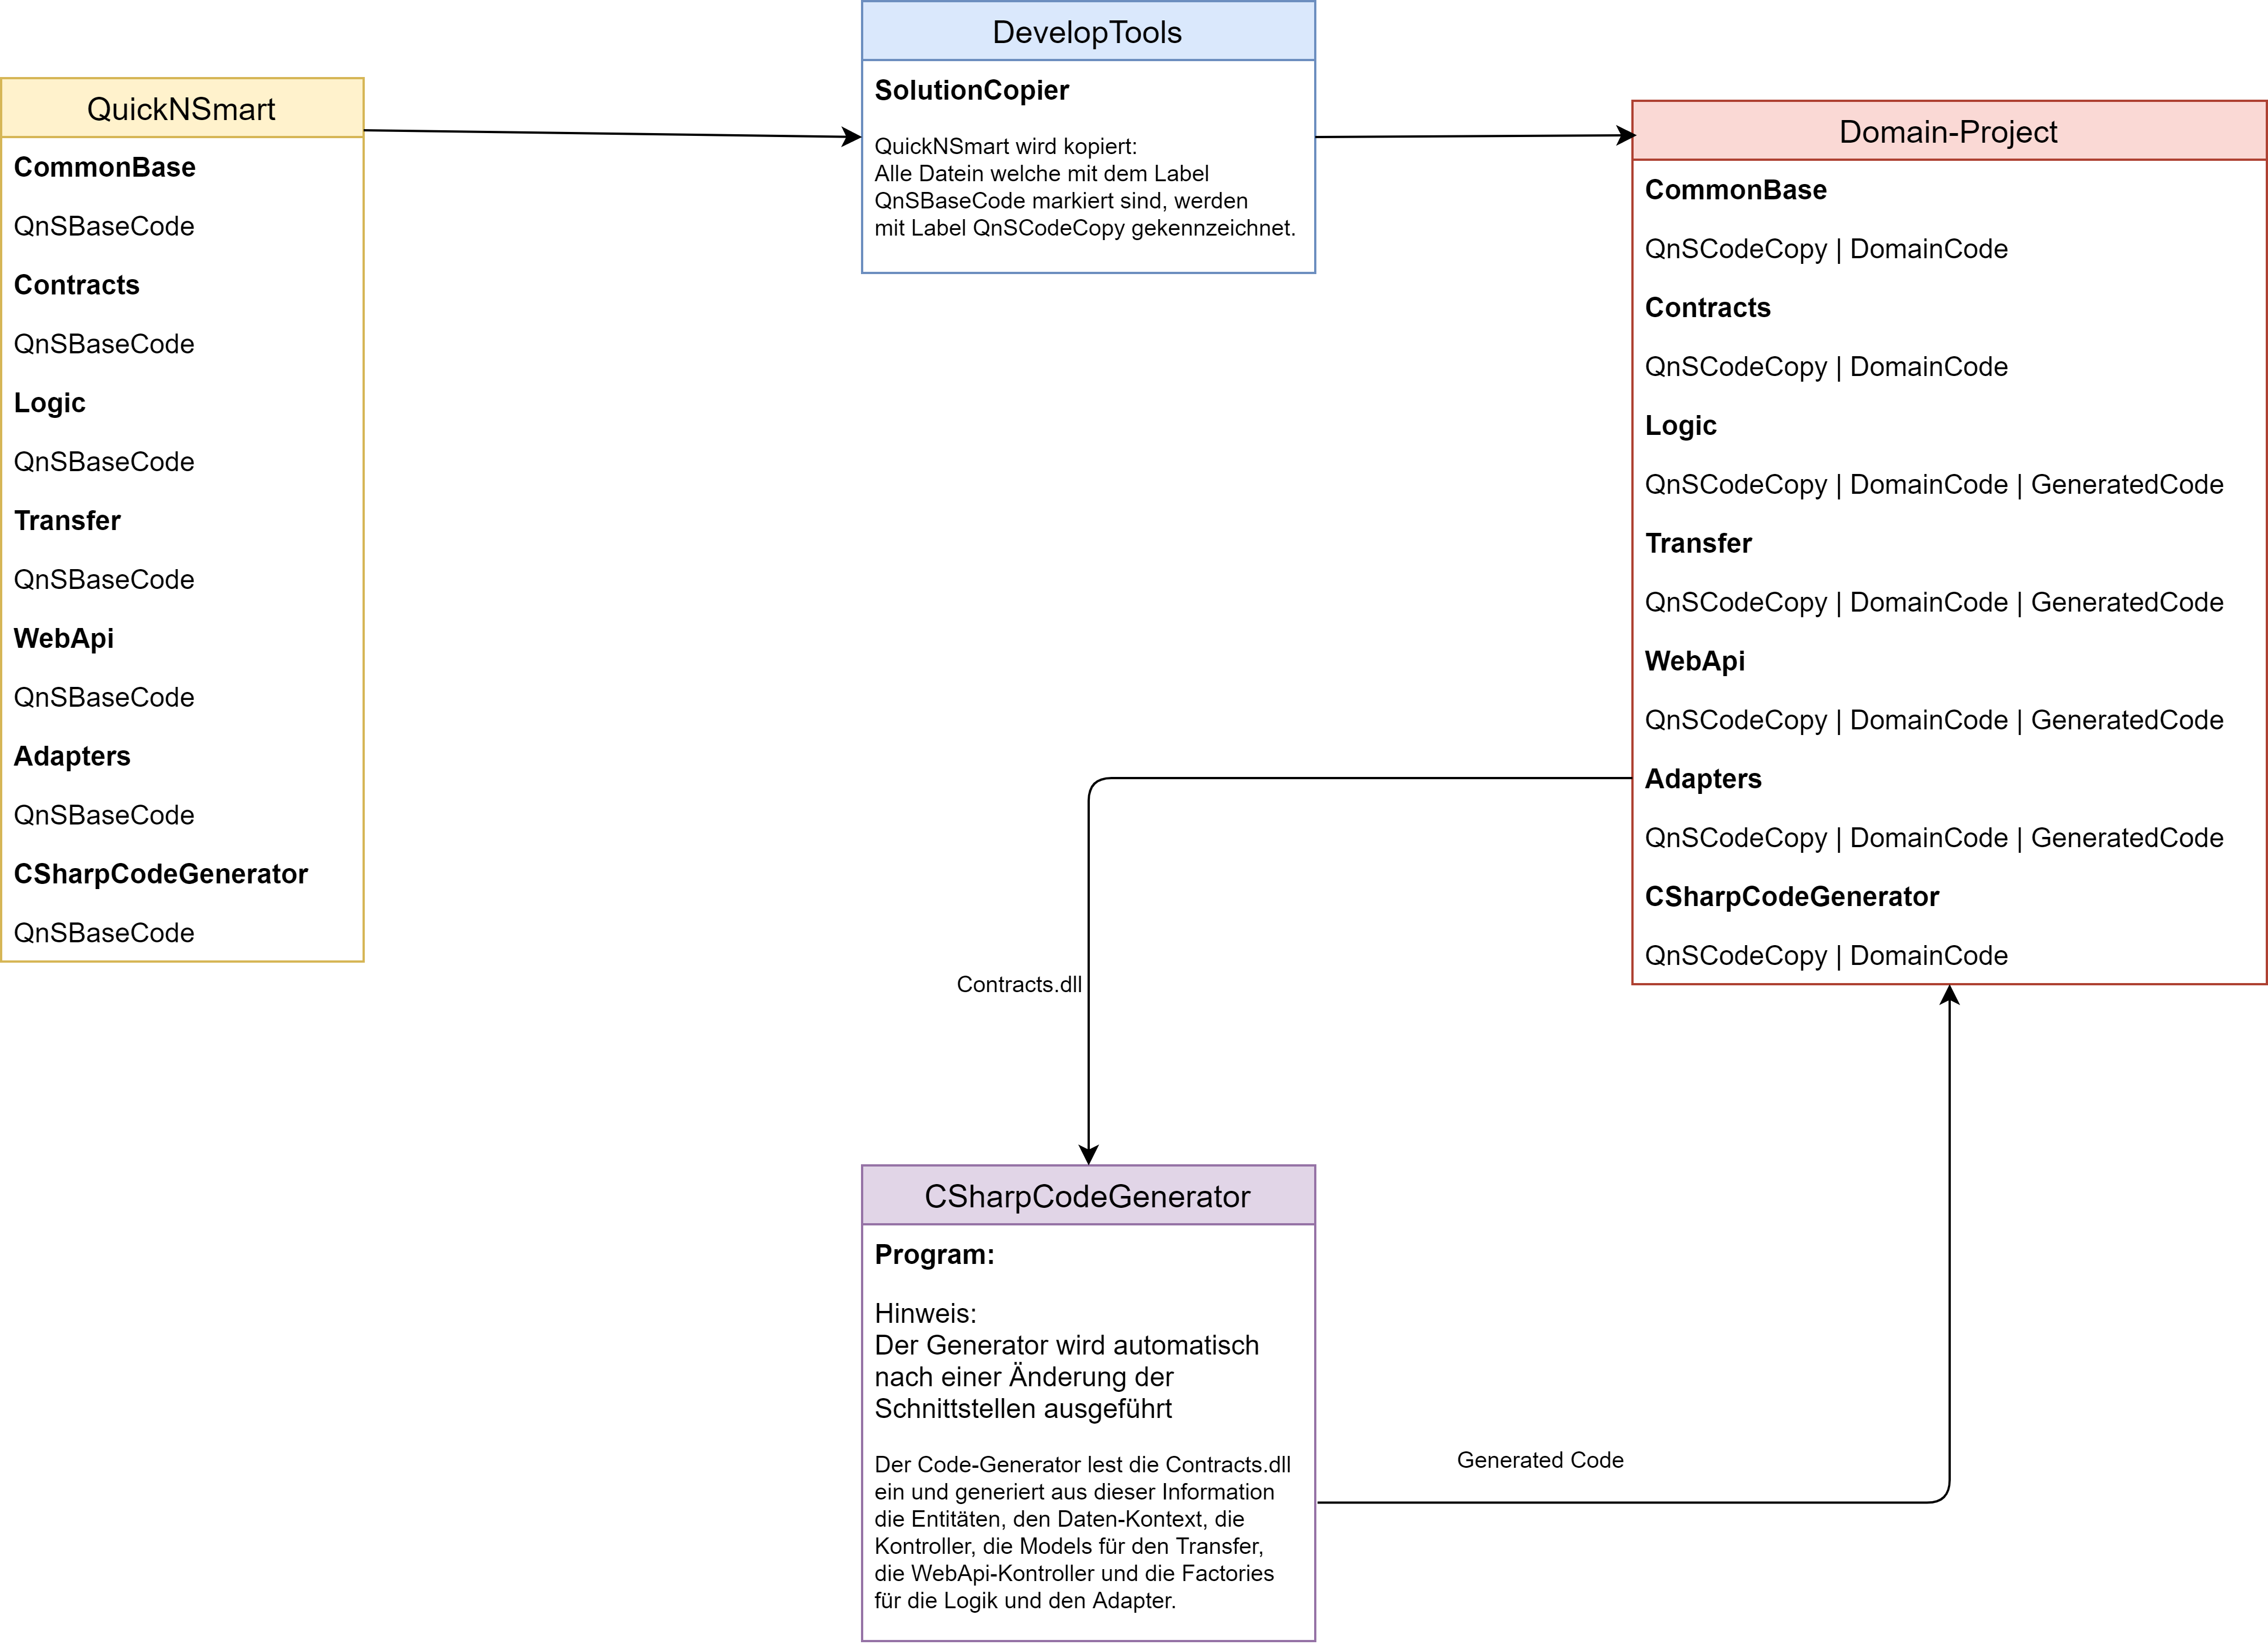 QuickNSmart
CommonBase
QnSBaseCode
Contracts
QnSBaseCode
Logic
QnSBaseCode
Transfer
QnSBaseCode
WebApi
QnSBaseCode
Adapters
QnSBaseCode
CSharpCodeGenerator
QnSBaseCode
DevelopTools
SolutionCopier
QuickNSmart wird kopiert:
Alle Datein welche mit dem Label
QnSBaseCode markiert sind, werden
mit Label QnSCodeCopy gekennzeichnet.
Domain-Project
CommonBase
QnSCodeCopy | DomainCode
Contracts
QnSCodeCopy | DomainCode
Logic
QnSCodeCopy | DomainCode | GeneratedCode
Transfer
QnSCodeCopy | DomainCode | GeneratedCode
WebApi
QnSCodeCopy | DomainCode | GeneratedCode
Adapters
QnSCodeCopy | DomainCode | GeneratedCode
CSharpCodeGenerator
QnSCodeCopy | DomainCode
Contracts.dll
CSharpCodeGenerator
Program:
Hinweis:
Der Generator wird automatisch
nach einer Änderung der
Schnittstellen ausgeführt
Der Code-Generator lest die Contracts.dll
ein und generiert aus dieser Information
die Entitäten, den Daten-Kontext, die
Kontroller, die Models für den Transfer,
die WebApi-Kontroller und die Factories
für die Logik und den Adapter.
Generated Code